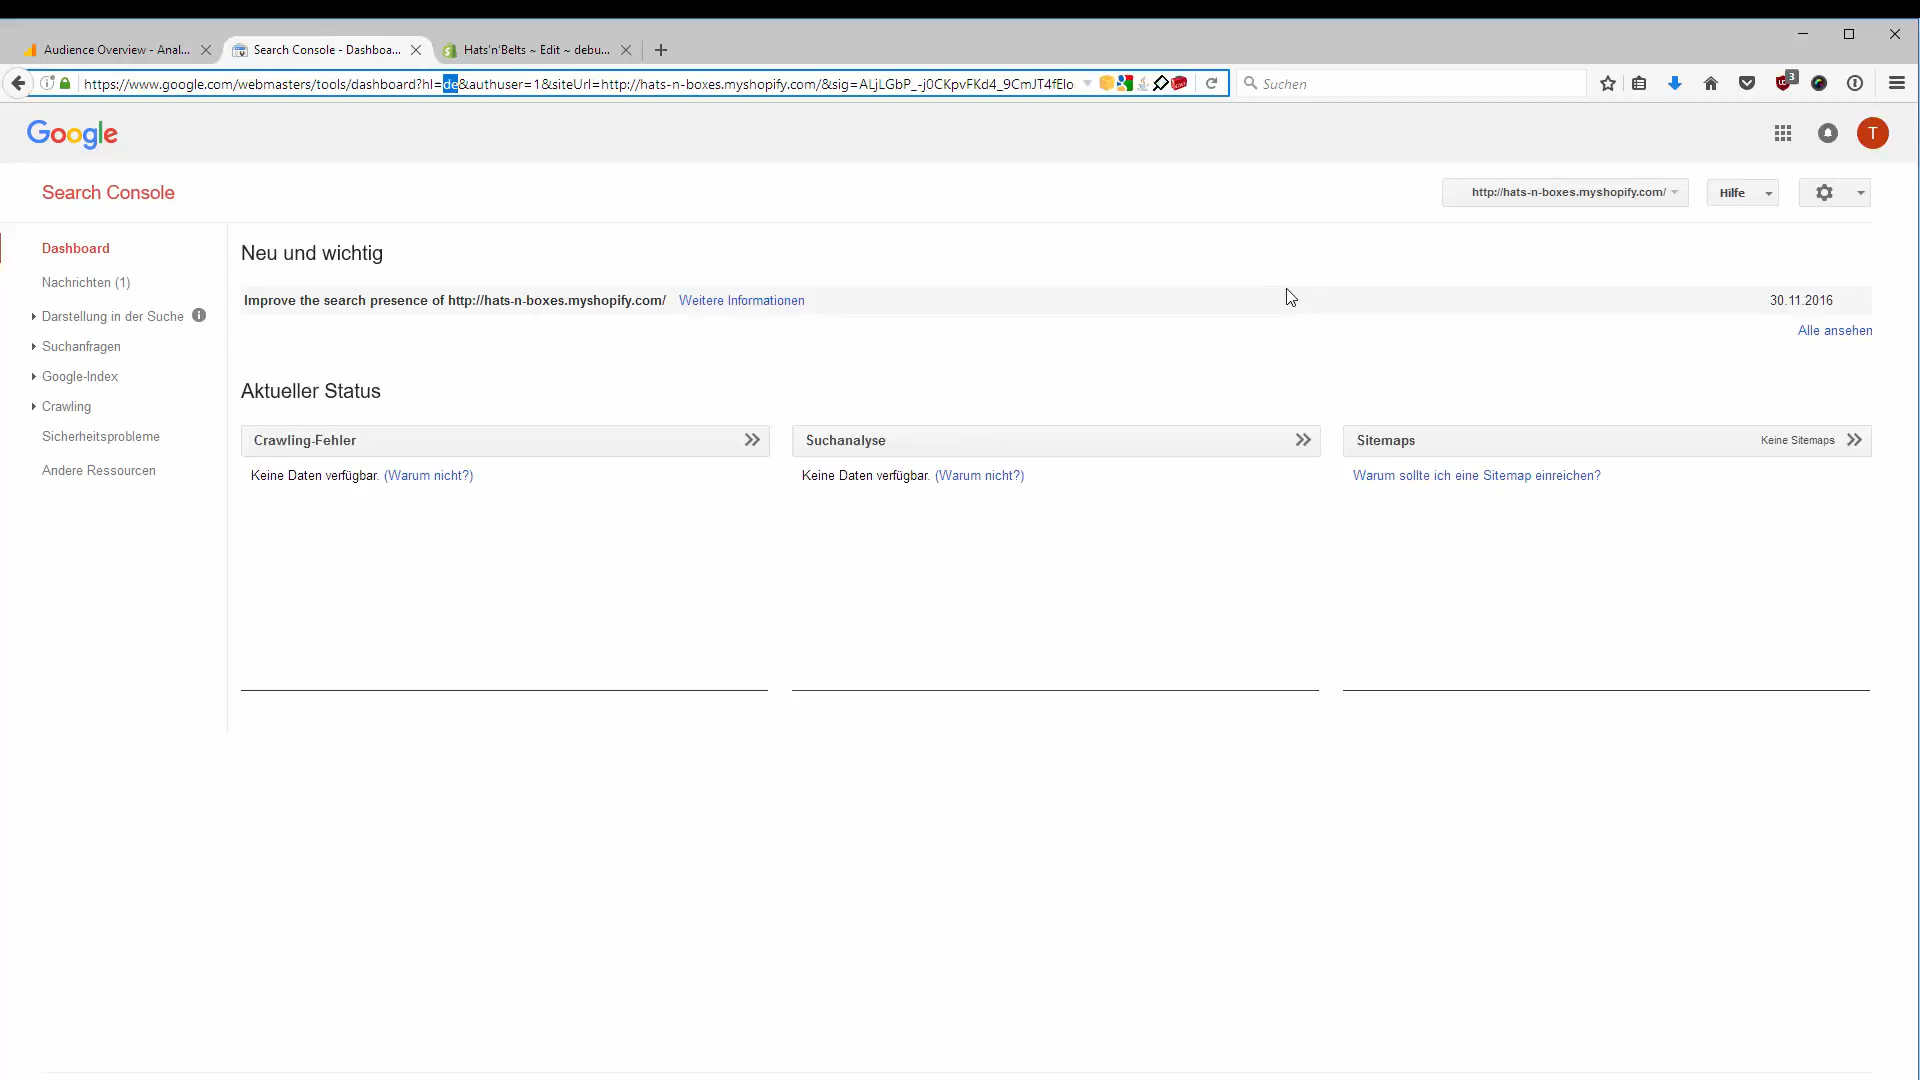 Audience Overview - Anal...
Search Console - Dashboa...
Hats'n'Belts ~ Edit ~ debu...
https://www.google.com/webmasters/tools/dashboard?hl=de&authuser=1&siteUrl=http://hats-n-boxes.myshopify.com/&sig=ALjLGbP_-j0CKpvFKd4_9CmJT4fElo
Suchen
3
Google
T
Search Console
http://hats-n-boxes.myshopify.com/
Hilfe
Dashboard
Nachrichten (1)
Darstellung in der Suche
Suchanfragen
Google-Index
Crawling
Sicherheitsprobleme
Andere Ressourcen
Neu und wichtig
Improve the search presence of http://hats-n-boxes.myshopify.com/ Weitere Informationen 30.11.2016
Alle ansehen
Aktueller Status
Crawling-Fehler
Keine Daten verfügbar. (Warum nicht?)
Suchanalyse
Keine Daten verfügbar. (Warum nicht?)
Sitemaps Keine Sitemaps
Warum sollte ich eine Sitemap einreichen?